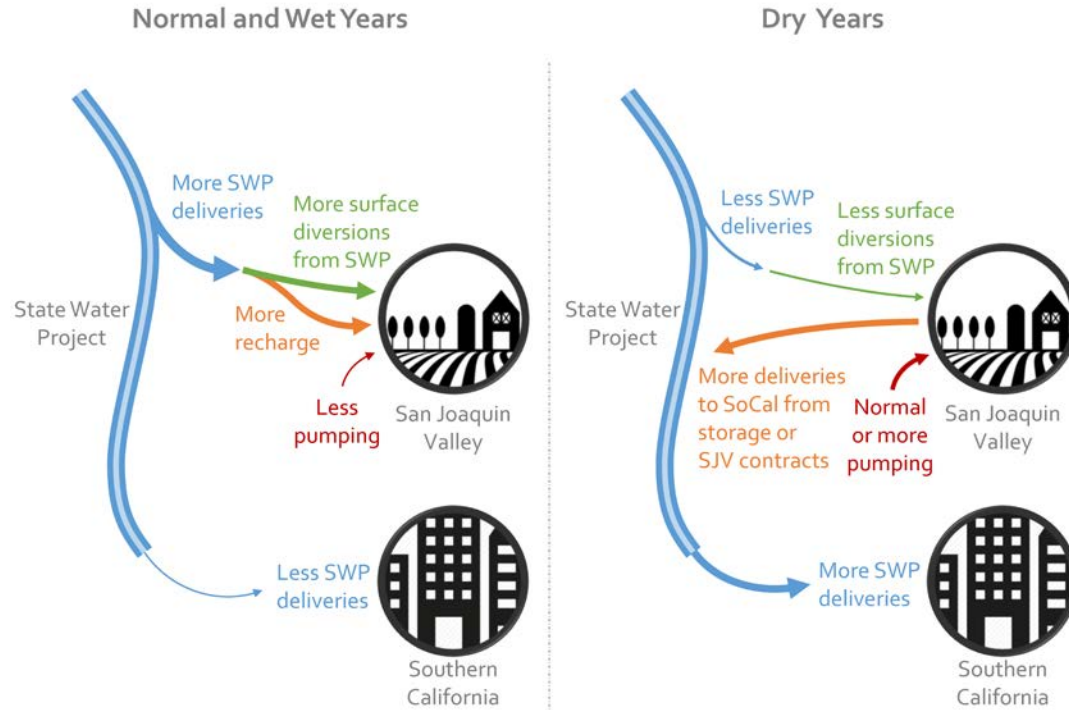 Normal and Wet Years
More SWP
deliveries
More surface
diversions
from SWP
State Water
Project
More
recharge
Less
pumping
San Joaquin
Valley
Less SWP
deliveries
Southern
California
Dry Years
Less SWP
deliveries
Less surface
diversions
from SWP
State Water
Project
More deliveries
to SoCal from
storage or
SJV contracts
Normal
or more
pumping
San Joaquin
Valley
More SWP
deliveries
Southern
California